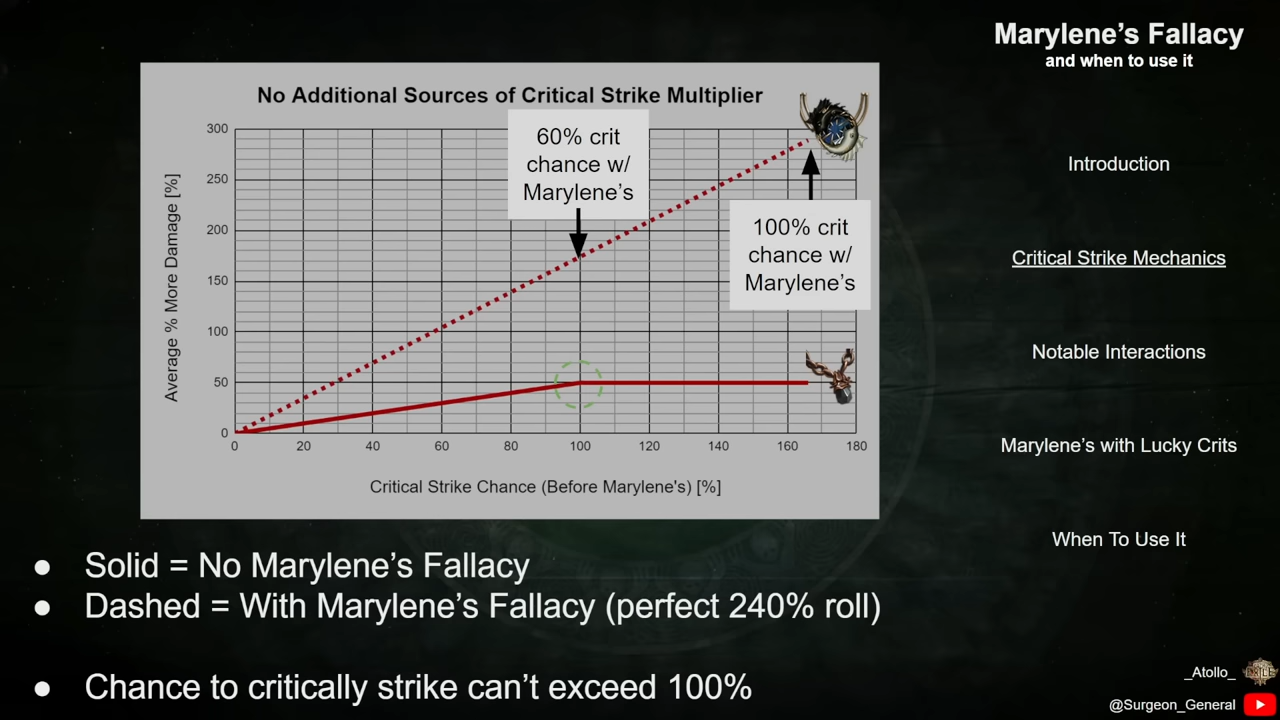 Marylene's Fallacy
and when to use it
No Additional Sources of Critical Strike Multiplier
60% crit
chance w/
Marylene's
100% crit
chance w/
Marylene's
Average % More Damage [%]
300
250
200
150
100
50
0
0 20 40 60 80 100 120 140 160 180
Critical Strike Chance (Before Marylene's) [%]
Introduction
Critical Strike Mechanics
Notable Interactions
Marylene's with Lucky Crits
When To Use It
● Solid = No Marylene's Fallacy
● Dashed = With Marylene's Fallacy (perfect 240% roll)
● Chance to critically strike can't exceed 100%
_Atollo_
@Surgeon_General